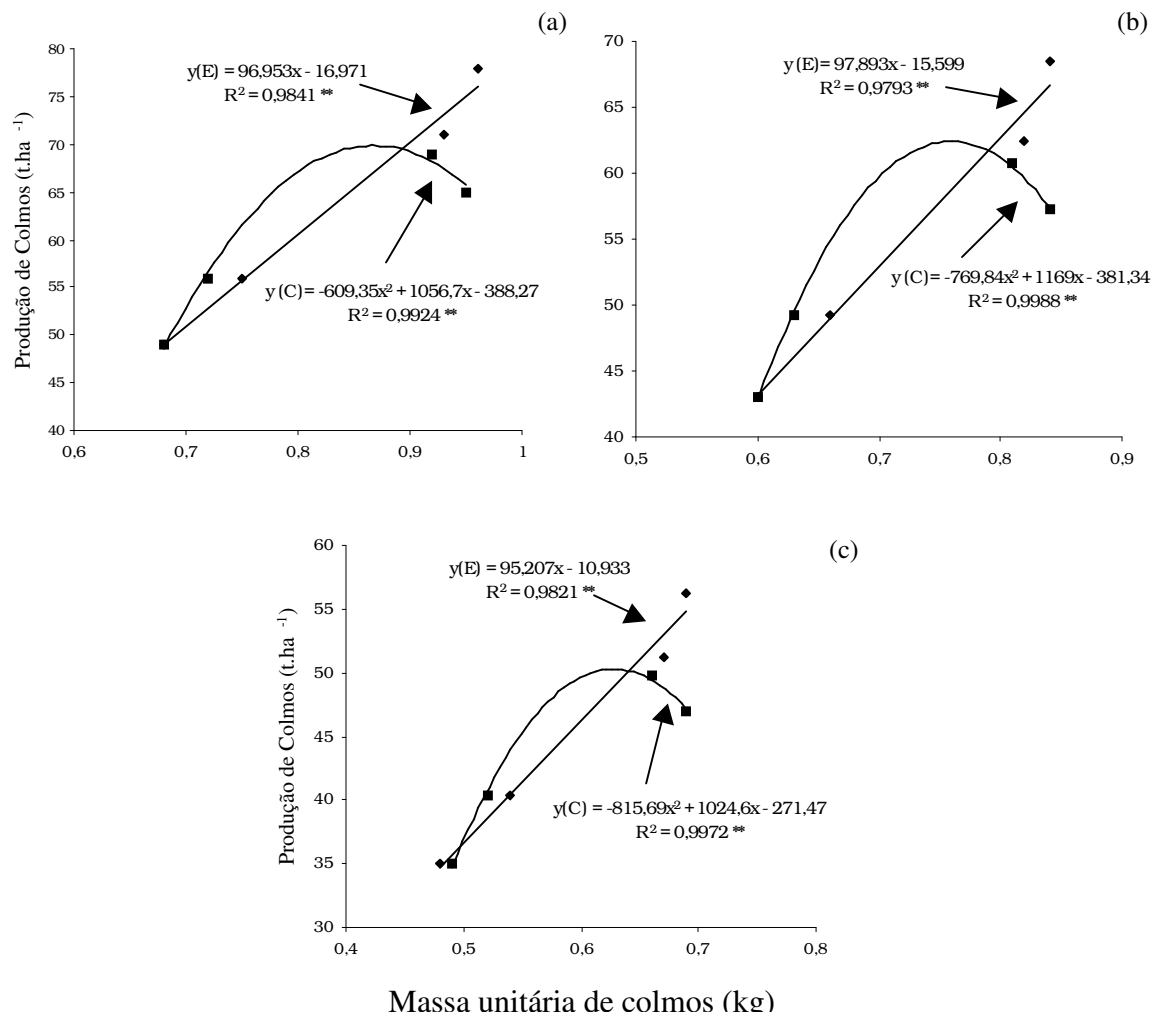 (a)
Produção de Colmos (t.ha -1)
80
75
70
65
60
55
50
45
40
y(E) = 96,953x - 16,971
R² = 0,9841 **
y (C) = -609,35x² + 1056,7x - 388,27
R² = 0,9924 **
0,6 0,7 0,8 0,9 1
(b)
70
65
60
55
50
45
40
y (E) = 97,893x - 15,599
R² = 0,9793 **
y (C) = -769,84x² + 1169x - 381,34
R² = 0,9988 **
0,5 0,6 0,7 0,8 0,9
(c)
Produção de Colmos (t.ha -1)
60
55
50
45
40
35
30
y(E) = 95,207x - 10,933
R² = 0,9821 **
y(C) = -815,69x² + 1024,6x - 271,47
R² = 0,9972 **
0,4 0,5 0,6 0,7 0,8
Massa unitária de colmos (kg)